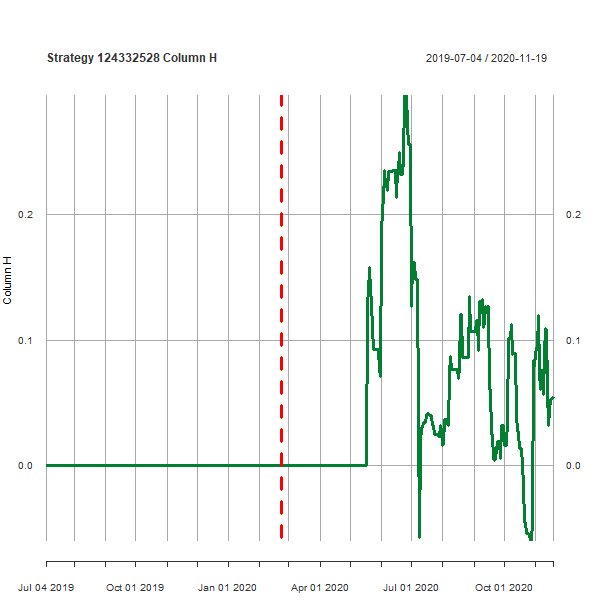 Strategy 124332528 Column H
2019-07-04 / 2020-11-19
Column H
0.2
0.2
0.1
0.1
0.0
0.0
Jul 04 2019
Oct 01 2019
Jan 01 2020
Apr 01 2020
Jul 01 2020
Oct 01 2020